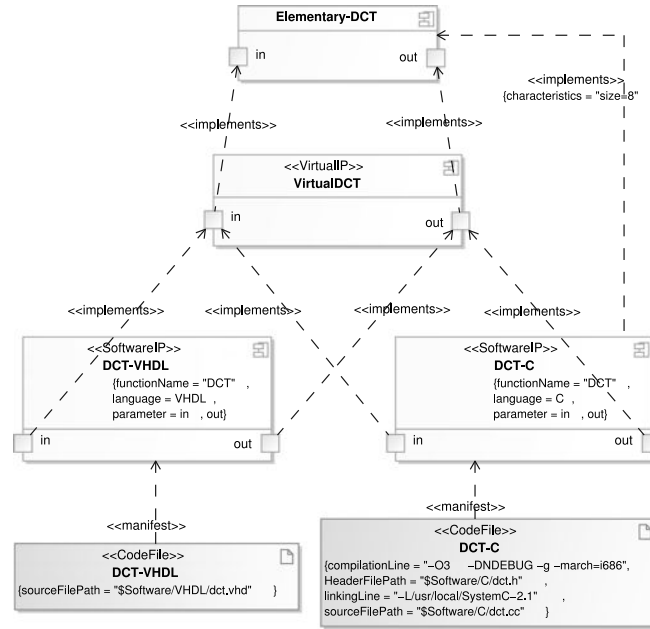 Elementary-DCT
in
out
<<implements>>
{characteristics = "size=8"
<<implements>>
<<implements>>
<<VirtualIP>>
VirtualDCT
in
out
<<implements>>
<<implements>>
<<implements>>
<<implements>>
<<SoftwareIP>>
DCT-VHDL
{functionName = "DCT" ,
language = VHDL ,
parameter = in , out}
in
out
<<SoftwareIP>>
DCT-C
{functionName = "DCT" ,
language = C ,
parameter = in , out}
in
out
<<manifest>>
<<manifest>>
<<CodeFile>>
DCT-VHDL
{sourceFilePath = "$Software/VHDL/dct.vhd" }
<<CodeFile>>
DCT-C
{compilationLine = "-O3 -DNDEBUG -g -march=i686",
HeaderFilePath = "$Software/C/dct.h" ,
linkingLine = "-L/usr/local/SystemC-2.1" ,
sourceFilePath = "$Software/C/dct.cc" }